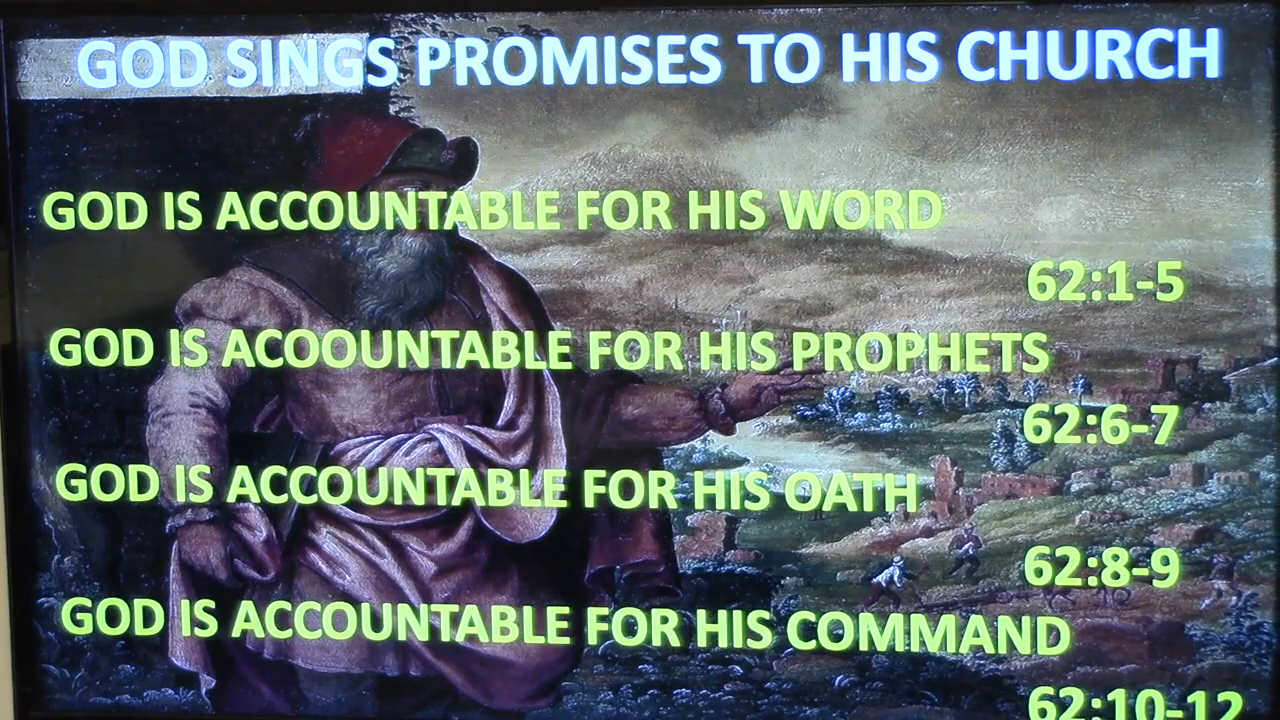 GOD SINGS PROMISES TO HIS CHURCH
GOD IS ACCOUNTABLE FOR HIS WORD
62:1-5
GOD IS ACOOUNTABLE FOR HIS PROPHETS
62:6-7
GOD IS ACCOUNTABLE FOR HIS OATH
62:8-9
GOD IS ACCOUNTABLE FOR HIS COMMAND
62:10-12